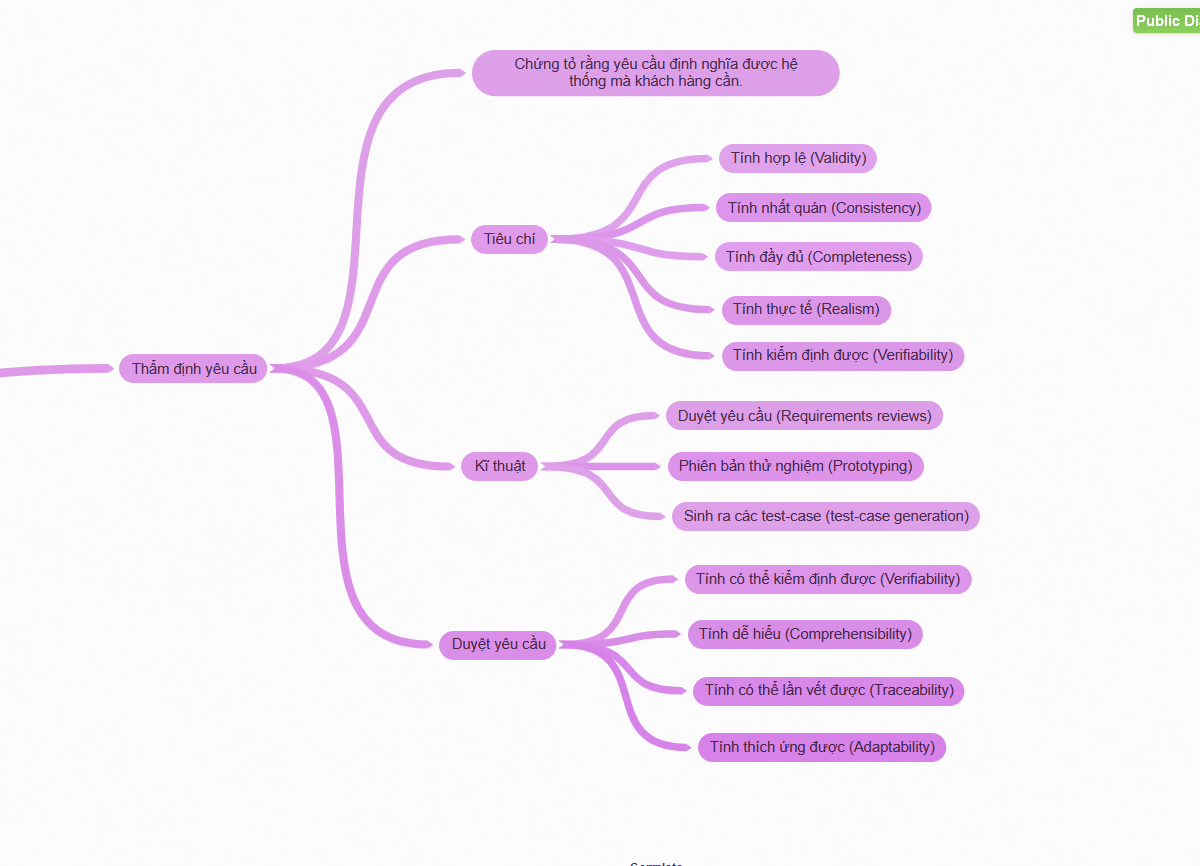 Public Di
Chứng tỏ rằng yêu cầu định nghĩa được hệ
thống mà khách hàng cần.
Tính hợp lệ (Validity)
Tính nhất quán (Consistency)
Tiêu chí
Tính đầy đủ (Completeness)
Tính thực tế (Realism)
Tính kiểm định được (Verifiability)
Thẩm định yêu cầu
Duyệt yêu cầu (Requirements reviews)
Kĩ thuật
Phiên bản thử nghiệm (Prototyping)
Sinh ra các test-case (test-case generation)
Tính có thể kiểm định được (Verifiability)
Tính dễ hiểu (Comprehensibility)
Duyệt yêu cầu
Tính có thể lần vết được (Traceability)
Tính thích ứng được (Adaptability)